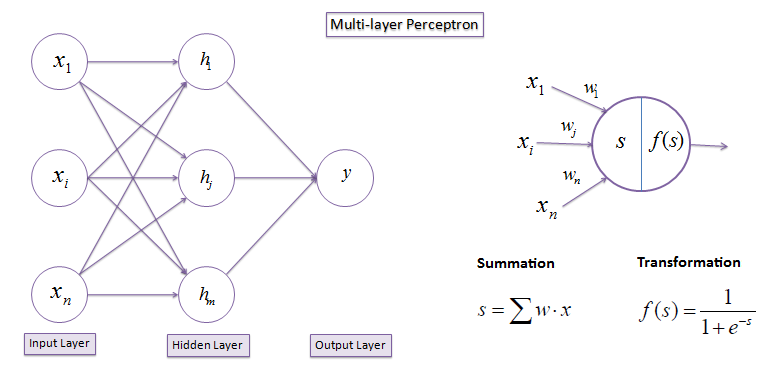 Multi-layer Perceptron
x₁ h₁
xᵢ hⱼ y
xₙ hₘ
Input Layer Hidden Layer Output Layer
x₁ w₁
xᵢ wⱼ s f(s)
xₙ wₙ
Summation Transformation
s = ∑ w · x f(s) = 1 / (1 + e⁻ˢ)